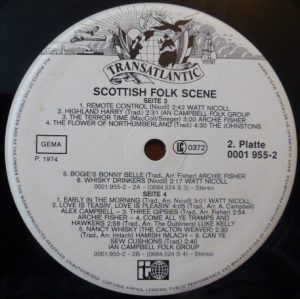 TRANSATLANTIC
SCOTTISH FOLK SCENE
SEITE 3
1. REMOTE CONTROL (Nicoll) 2:42 WATT NICOLL
2. HIGHLAND HARRY (Trad.) 2:31 IAN CAMPBELL FOLK GROUP
3. THE TERROR TIME (MacColl/Seeger) 3:00 ARCHIE FISHER
4. THE FLOWER OF NORTHUMBERLAND (Trad.) 4:30 THE JOHNSTONS
GEMA
P. 1974
LC 0372
2. Platte
0001 955-2
5. BOGIE'S BONNY BELLE (Trad., Arr. Fisher) ARCHIE FISHER
6. WHISKY DRINKERS (Nicoll) 2:17 WATT NICOLL
0001.955-2 - 2A - (0664.524 S 3) - Stereo
SEITE 4
1. EARLY IN THE MORNING (Trad., Arr. Nicoll) 3:01 WATT NICOLL
2. LOVE IS TEASIN', LOVE IS PLEASIN' 4:05 (Trad., Arr. Campbell)
ALEX CAMPBELL - 3. THREE GIPSIES (Trad., Arr. Fisher) 2:54
ARCHIE FISHER - 4. COME ALL YE TRAMPS AND
HAWKERS 2:56 (Trad., Arr. Kelly) LUKE KELLY
5. NANCY WHISKY (THE CALTON WEAVER) 2:30
(Trad., Arr. Imlach) HAMISH IMLACH - 6. CAN YE
SEW CUSHIONS (Trad.) 2:40
IAN CAMPBELL FOLK GROUP
0001.955-2 - 2B - (0664.524 S 4) - Stereo